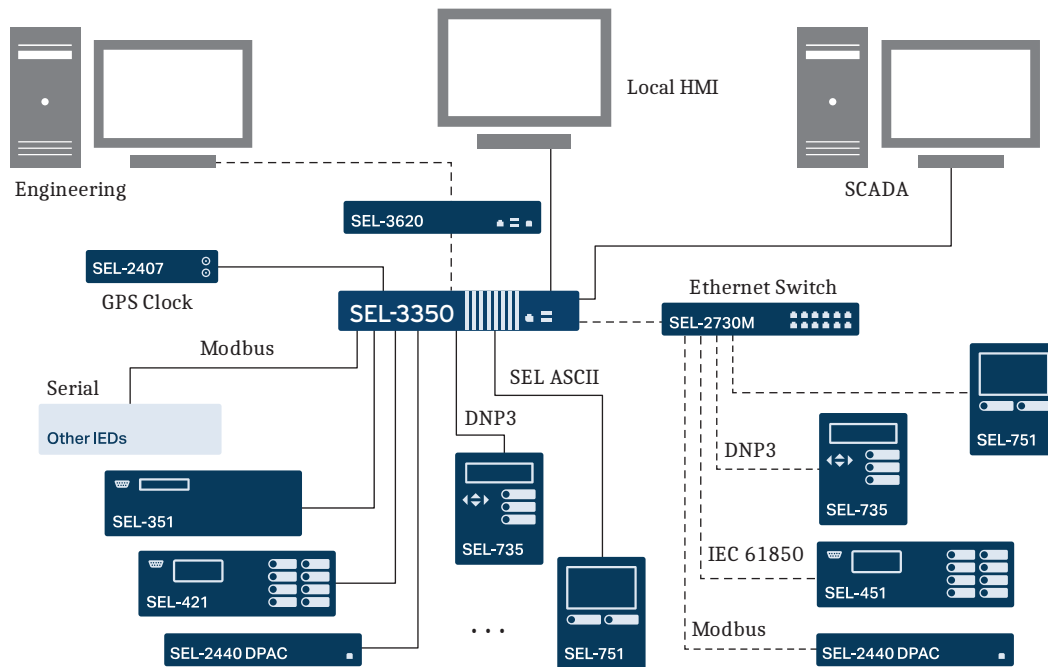 Local HMI
Engineering
SCADA
SEL-3620
SEL-2407
GPS Clock
Ethernet Switch
SEL-3350
SEL-2730M
Modbus
SEL ASCII
Serial
Other IEDs
DNP3
DNP3
SEL-751
SEL-351
SEL-735
SEL-735
IEC 61850
SEL-421
SEL-451
Modbus
...
SEL-2440 DPAC
SEL-751
SEL-2440 DPAC